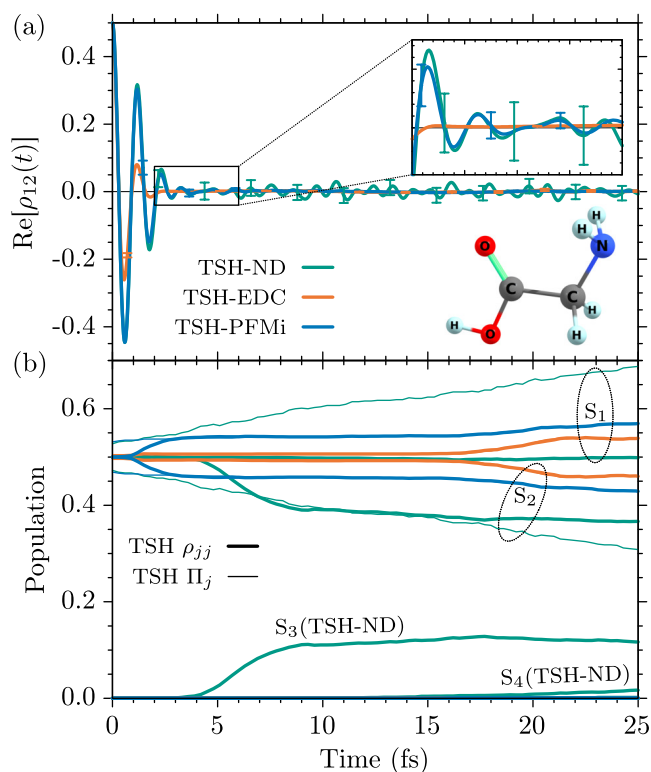 (a)
0.4
0.2
0.0
-0.2
-0.4
Re[ρ12(t)]
TSH-ND
TSH-EDC
TSH-PFMi
H
H
N
O
C
C
H
O
H
H
(b)
0.6
0.4
0.2
0.0
Population
S1
S2
TSH ρjj
TSH Πj
S3(TSH-ND)
S4(TSH-ND)
0 5 10 15 20 25
Time (fs)